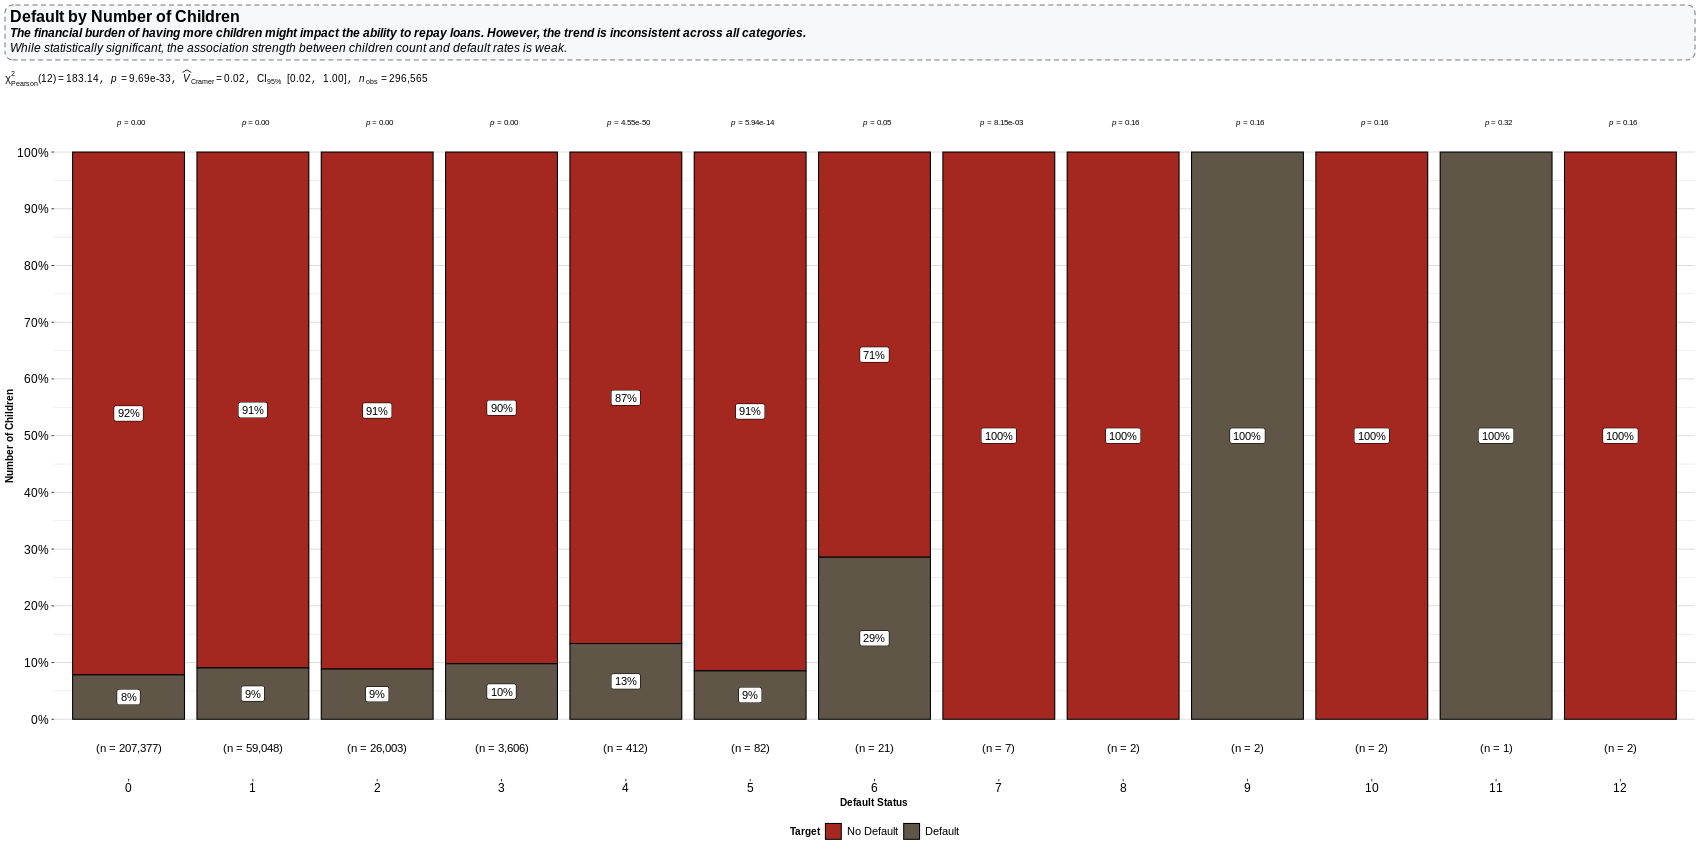 Default by Number of Children
The financial burden of having more children might impact the ability to repay loans. However, the trend is inconsistent across all categories.
While statistically significant, the association strength between children count and default rates is weak.
χ²Pearson(12) = 183.14, p = 9.69e-33, V̂Cramer = 0.02, CI95% [0.02, 1.00], nobs = 296,565
p = 0.00 p = 0.00 p = 0.00 p = 0.00 p = 4.55e-50 p = 5.94e-14 p = 0.05 p = 8.15e-03 p = 0.16 p = 0.16 p = 0.16 p = 0.32 p = 0.16
100%
90%
80%
70%
60%
50%
40%
30%
20%
10%
0%
Number of Children
92% 91% 91% 90% 87% 91% 71% 100% 100% 100% 100% 100% 100%
8% 9% 9% 10% 13% 9% 29%
(n = 207,377) (n = 59,048) (n = 26,003) (n = 3,606) (n = 412) (n = 82) (n = 21) (n = 7) (n = 2) (n = 2) (n = 2) (n = 1) (n = 2)
0 1 2 3 4 5 6 7 8 9 10 11 12
Default Status
Target No Default Default